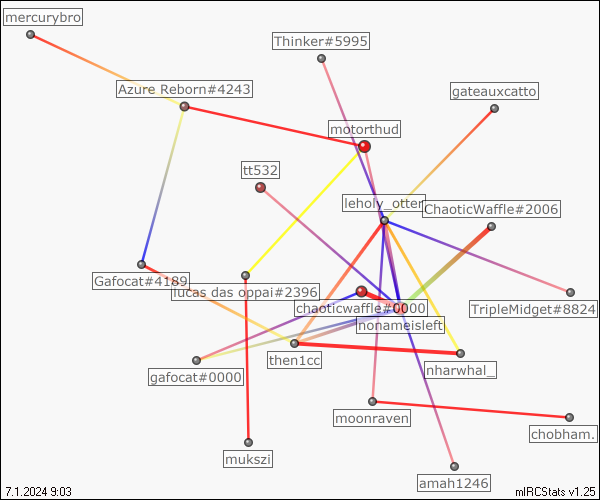 mercurybro
Thinker#5995
Azure Reborn#4243
gateauxcatto
motorthud
tt532
leholy_otter
ChaoticWaffle#2006
Gafocat#4189
lucas das oppai#2396
chaoticwaffle#0000
TripleMidget#8824
nonameisleft
then1cc
nharwhal_
gafocat#0000
moonraven
chobham.
mukszi
amah1246
7.1.2024 9:03
mIRCStats v1.25